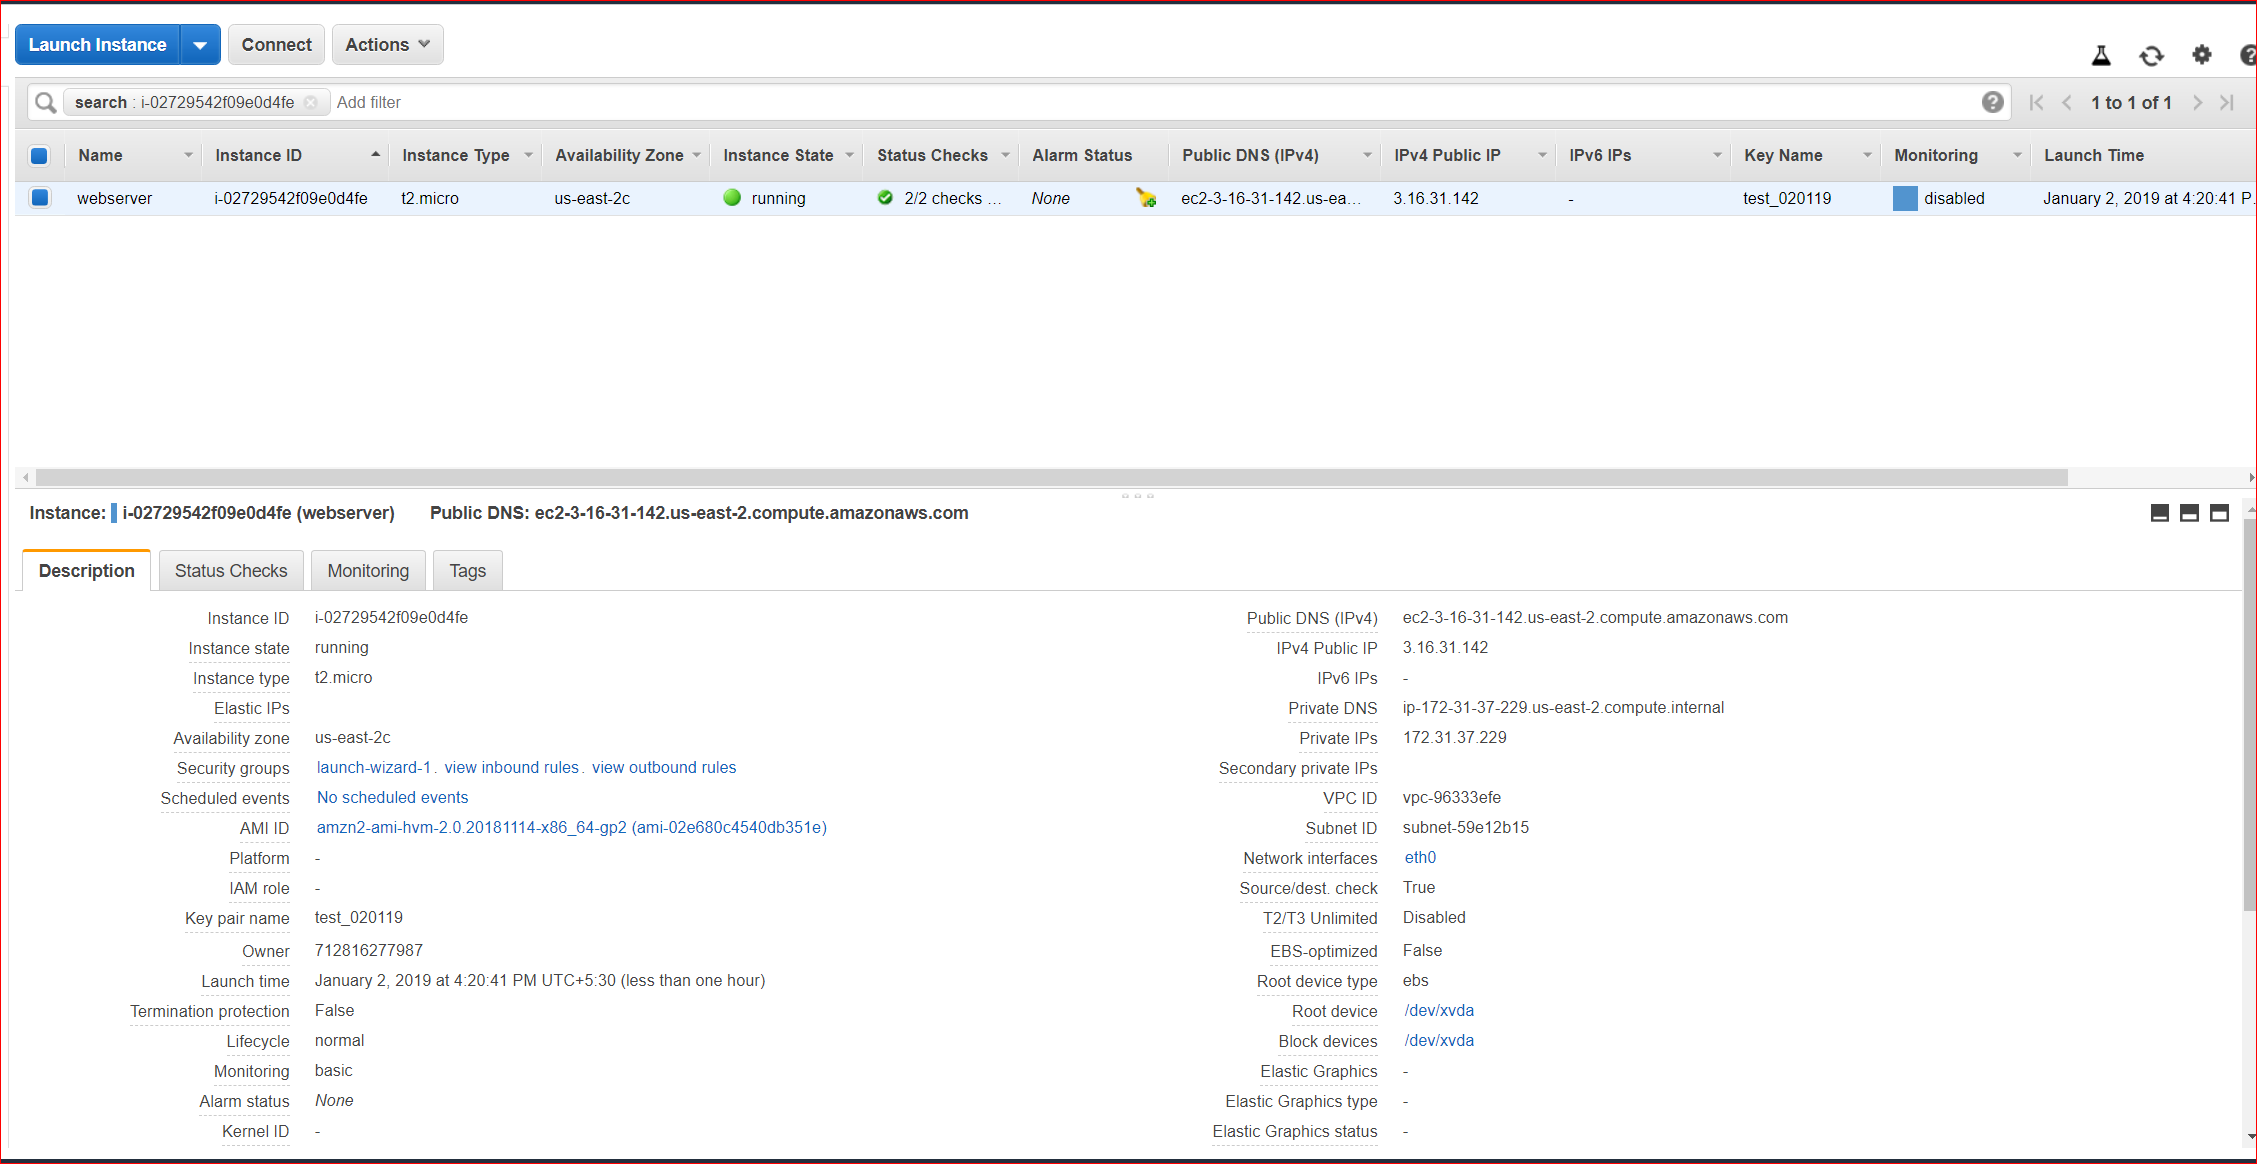 Launch Instance Connect Actions
search : i-02729542f09e0d4fe Add filter 1 to 1 of 1
Name Instance ID Instance Type Availability Zone Instance State Status Checks Alarm Status Public DNS (IPv4) IPv4 Public IP IPv6 IPs Key Name Monitoring Launch Time
webserver i-02729542f09e0d4fe t2.micro us-east-2c running 2/2 checks ... None ec2-3-16-31-142.us-ea... 3.16.31.142 - test_020119 disabled January 2, 2019 at 4:20:41 P
Instance: i-02729542f09e0d4fe (webserver) Public DNS: ec2-3-16-31-142.us-east-2.compute.amazonaws.com
Description Status Checks Monitoring Tags
Instance ID i-02729542f09e0d4fe Public DNS (IPv4) ec2-3-16-31-142.us-east-2.compute.amazonaws.com
Instance state running IPv4 Public IP 3.16.31.142
Instance type t2.micro IPv6 IPs -
Elastic IPs Private DNS ip-172-31-37-229.us-east-2.compute.internal
Availability zone us-east-2c Private IPs 172.31.37.229
Security groups launch-wizard-1. view inbound rules. view outbound rules Secondary private IPs
Scheduled events No scheduled events VPC ID vpc-96333efe
AMI ID amzn2-ami-hvm-2.0.20181114-x86_64-gp2 (ami-02e680c4540db351e) Subnet ID subnet-59e12b15
Platform - Network interfaces eth0
IAM role - Source/dest. check True
Key pair name test_020119 T2/T3 Unlimited Disabled
Owner 712816277987 EBS-optimized False
Launch time January 2, 2019 at 4:20:41 PM UTC+5:30 (less than one hour) Root device type ebs
Termination protection False Root device /dev/xvda
Lifecycle normal Block devices /dev/xvda
Monitoring basic Elastic Graphics -
Alarm status None Elastic Graphics type -
Kernel ID - Elastic Graphics status -